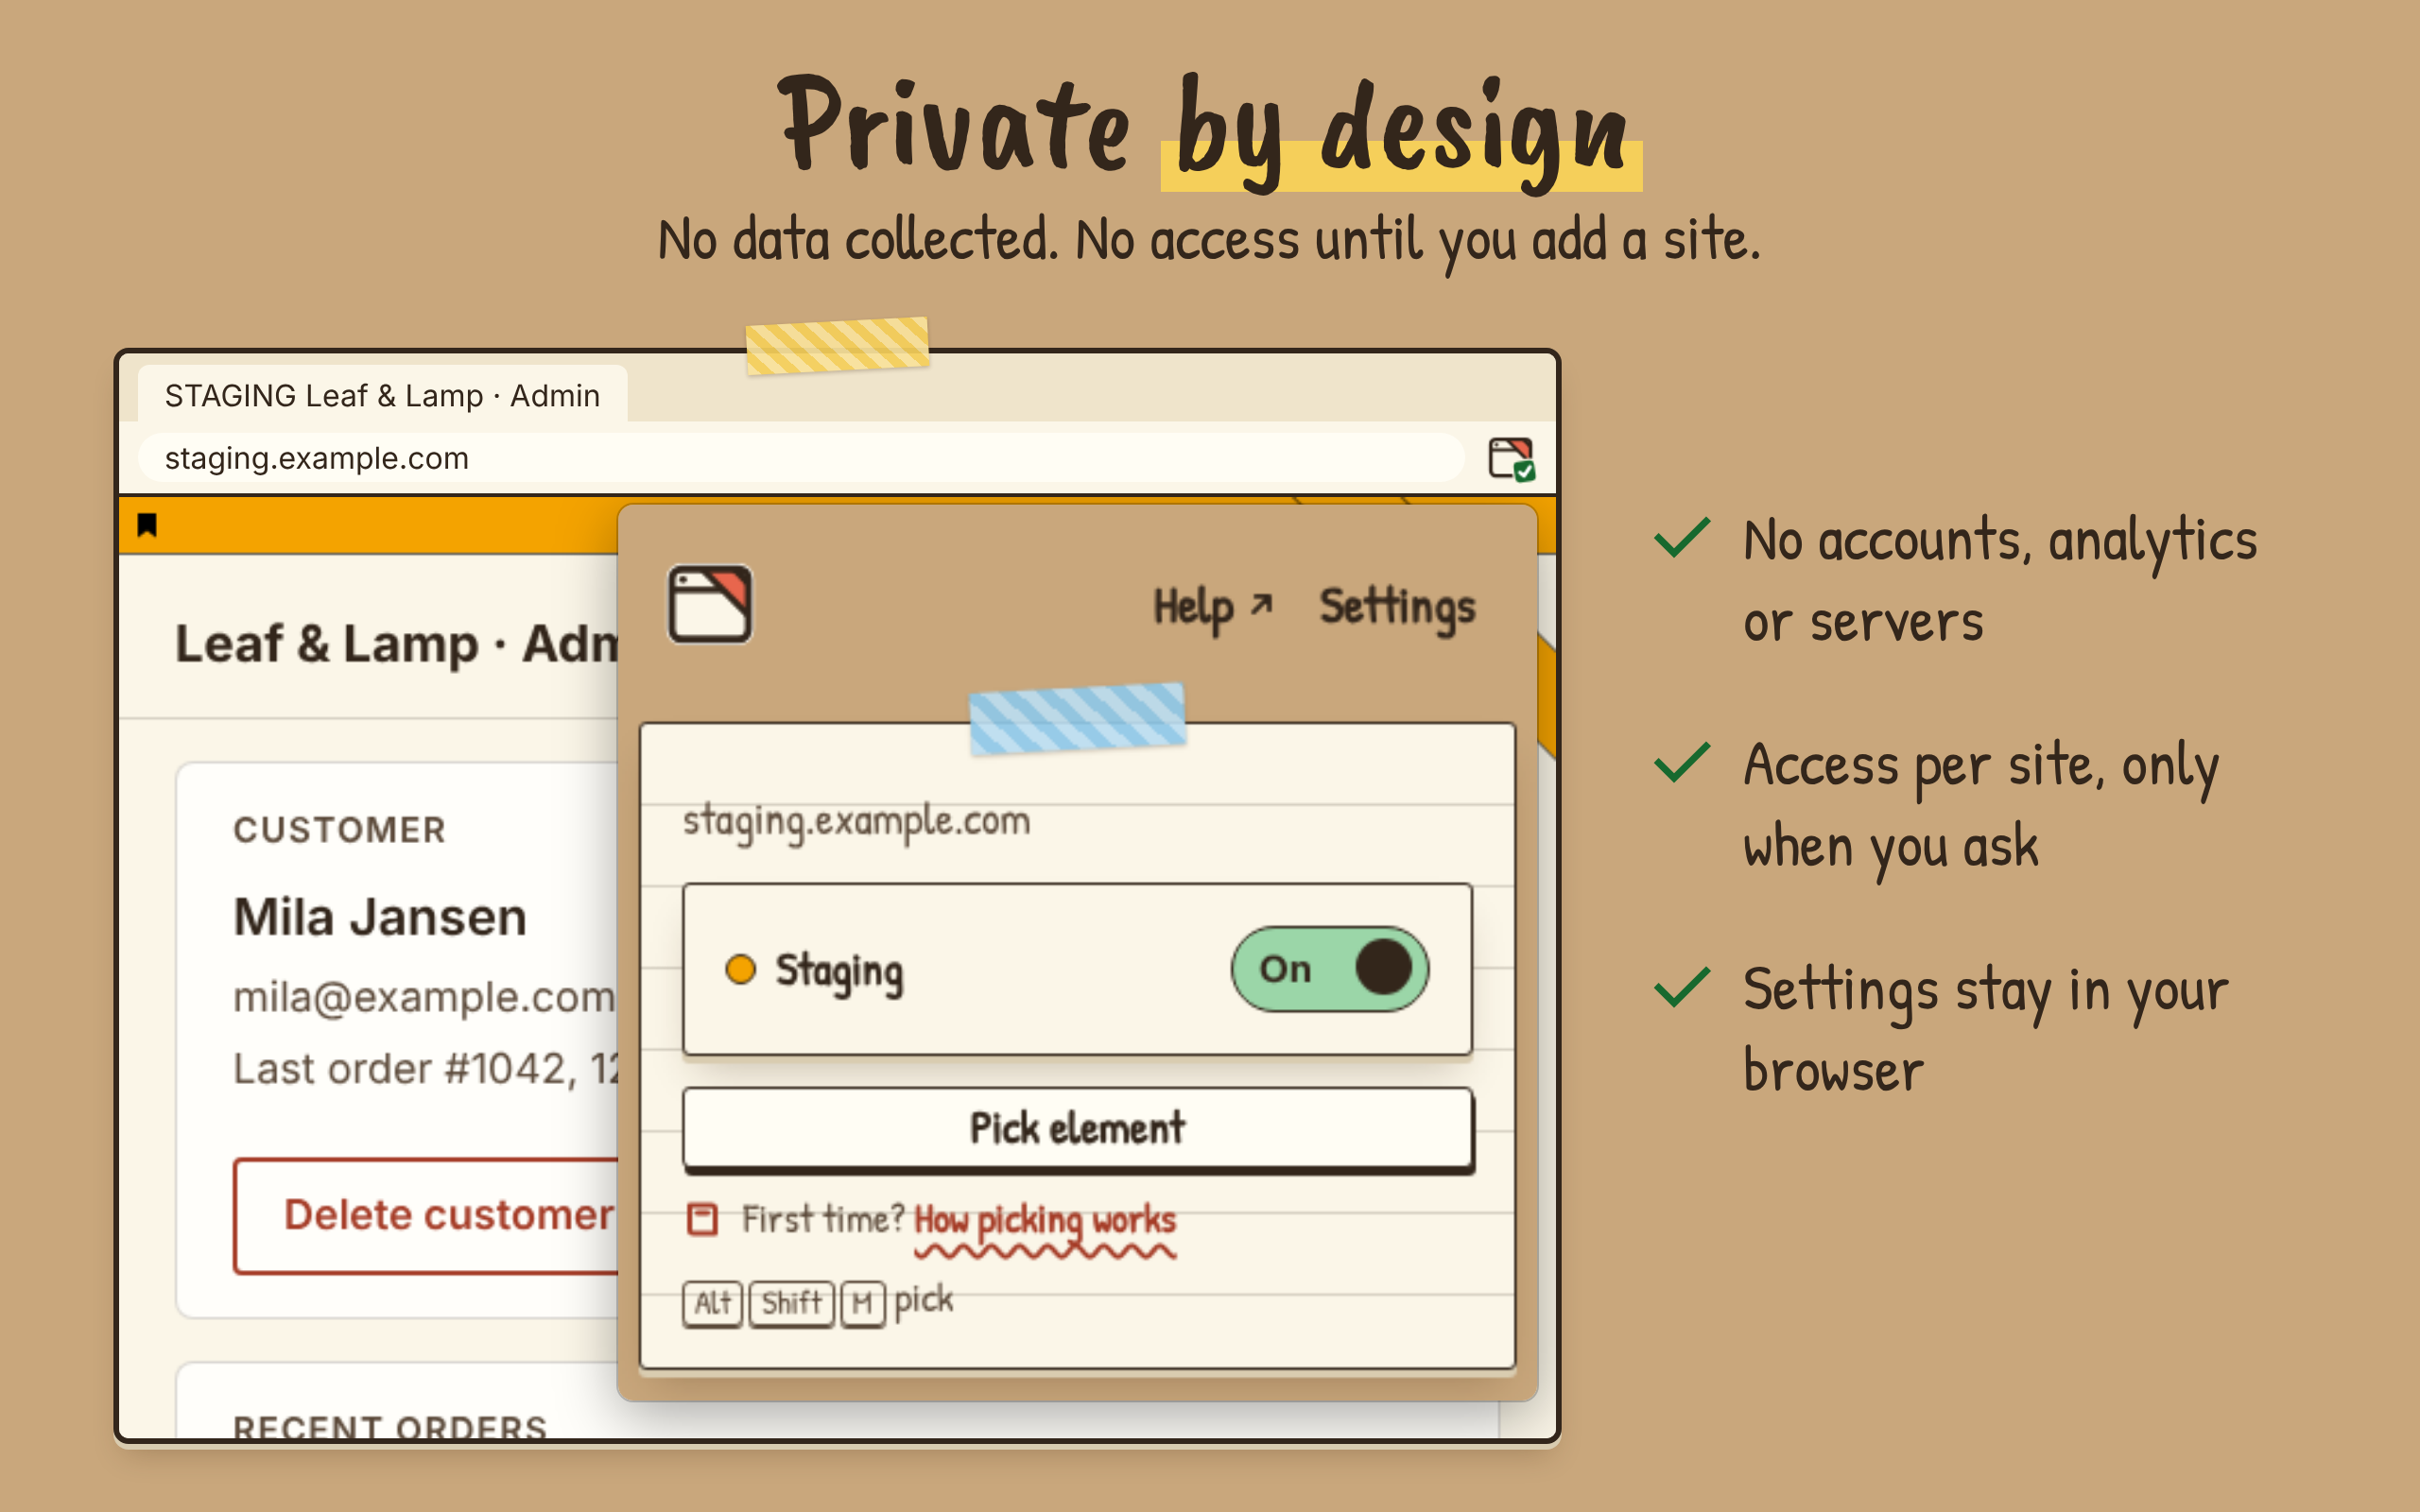 Private by design
No data collected. No access until you add a site.
STAGING Leaf & Lamp · Admin
staging.example.com
Leaf & Lamp · Adm
CUSTOMER
Mila Jansen
mila@example.com
Last order #1042, 12
Delete customer
RECENT ORDERS
Help ↗ Settings
staging.example.com
Staging On
Pick element
First time? How picking works
Alt Shift M pick
No accounts, analytics
or servers
Access per site, only
when you ask
Settings stay in your
browser